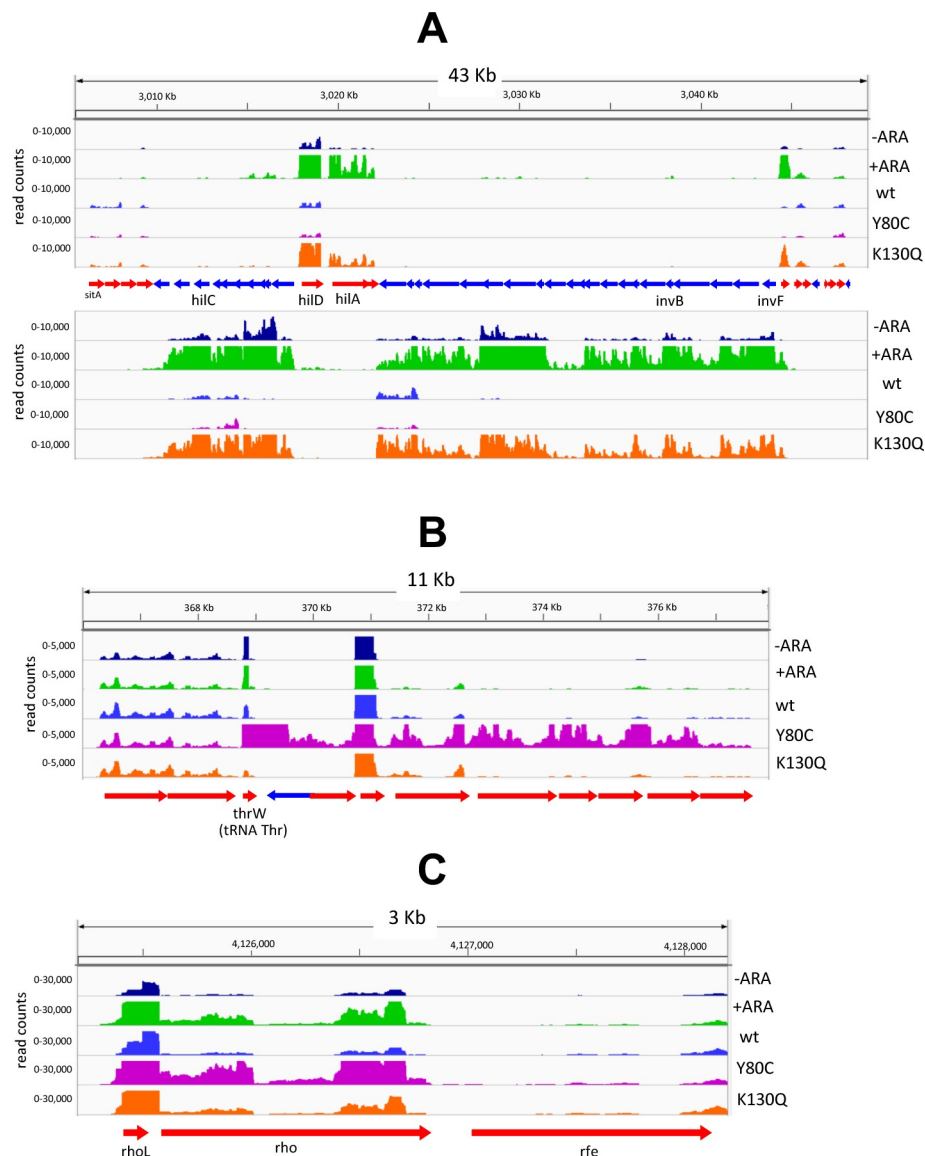 A
43 Kb
3,010 Kb 3,020 Kb 3,030 Kb 3,040 Kb
read counts
0-10,000 -ARA
0-10,000 +ARA
0-10,000 wt
0-10,000 Y80C
0-10,000 K130Q
sitA hilC hilD hilA invB invF
read counts
0-10,000 -ARA
0-10,000 +ARA
0-10,000 wt
0-10,000 Y80C
0-10,000 K130Q
B
11 Kb
368 Kb 370 Kb 372 Kb 374 Kb 376 Kb
read counts
0-5,000 -ARA
0-5,000 +ARA
0-5,000 wt
0-5,000 Y80C
0-5,000 K130Q
thrW
(tRNA Thr)
C
3 Kb
4,126,000 4,127,000 4,128,000
read counts
0-30,000 -ARA
0-30,000 +ARA
0-30,000 wt
0-30,000 Y80C
0-30,000 K130Q
rhoL rho rfe